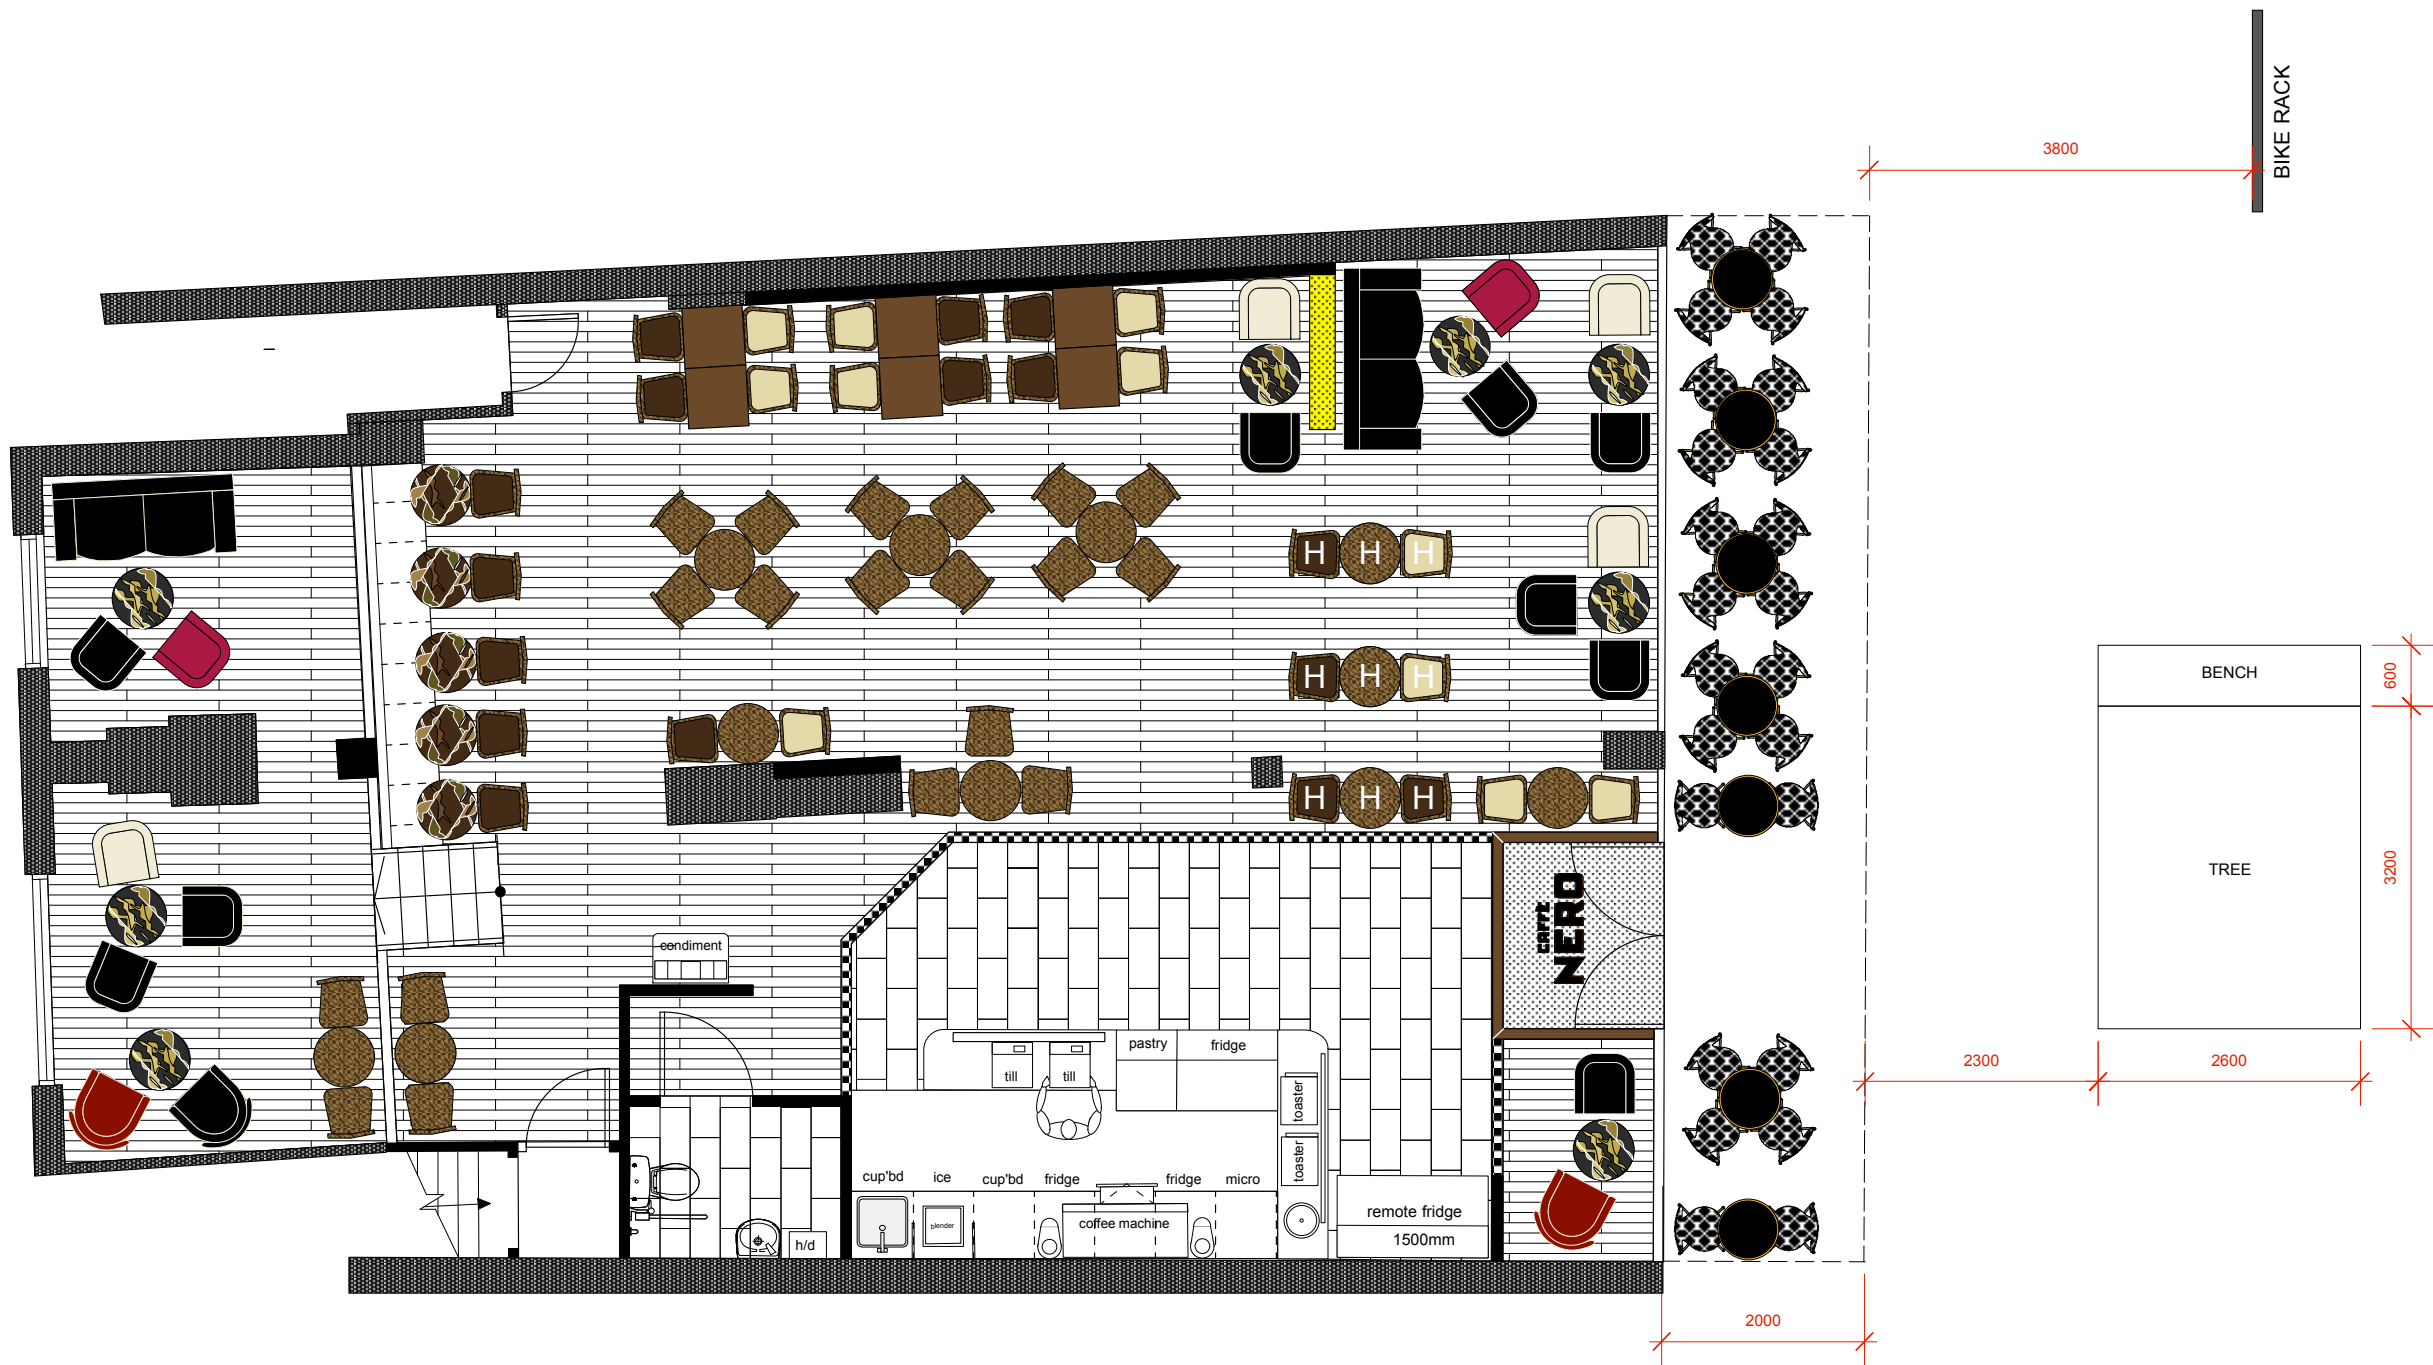 BIKE RACK
3800
H H H
H H H
H H H
BENCH
600
TREE
3200
2300
2600
2000
CAFFÈ
NERO
condiment
pastry
fridge
till
till
toaster
toaster
cup'bd
ice
cup'bd
fridge
fridge
micro
blender
coffee machine
h/d
remote fridge
1500mm